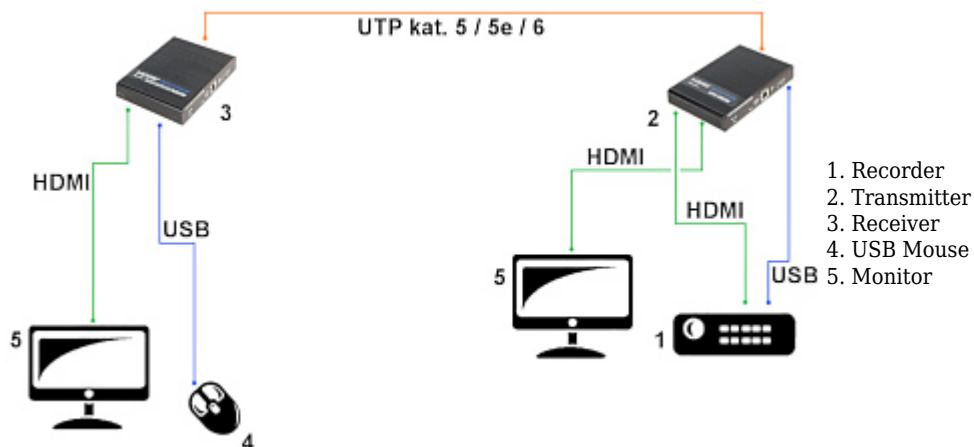 UTP kat. 5 / 5e / 6
3
2
HDMI
HDMI
HDMI
USB
USB
5
5
1
4
1. Recorder
2. Transmitter
3. Receiver
4. USB Mouse
5. Monitor